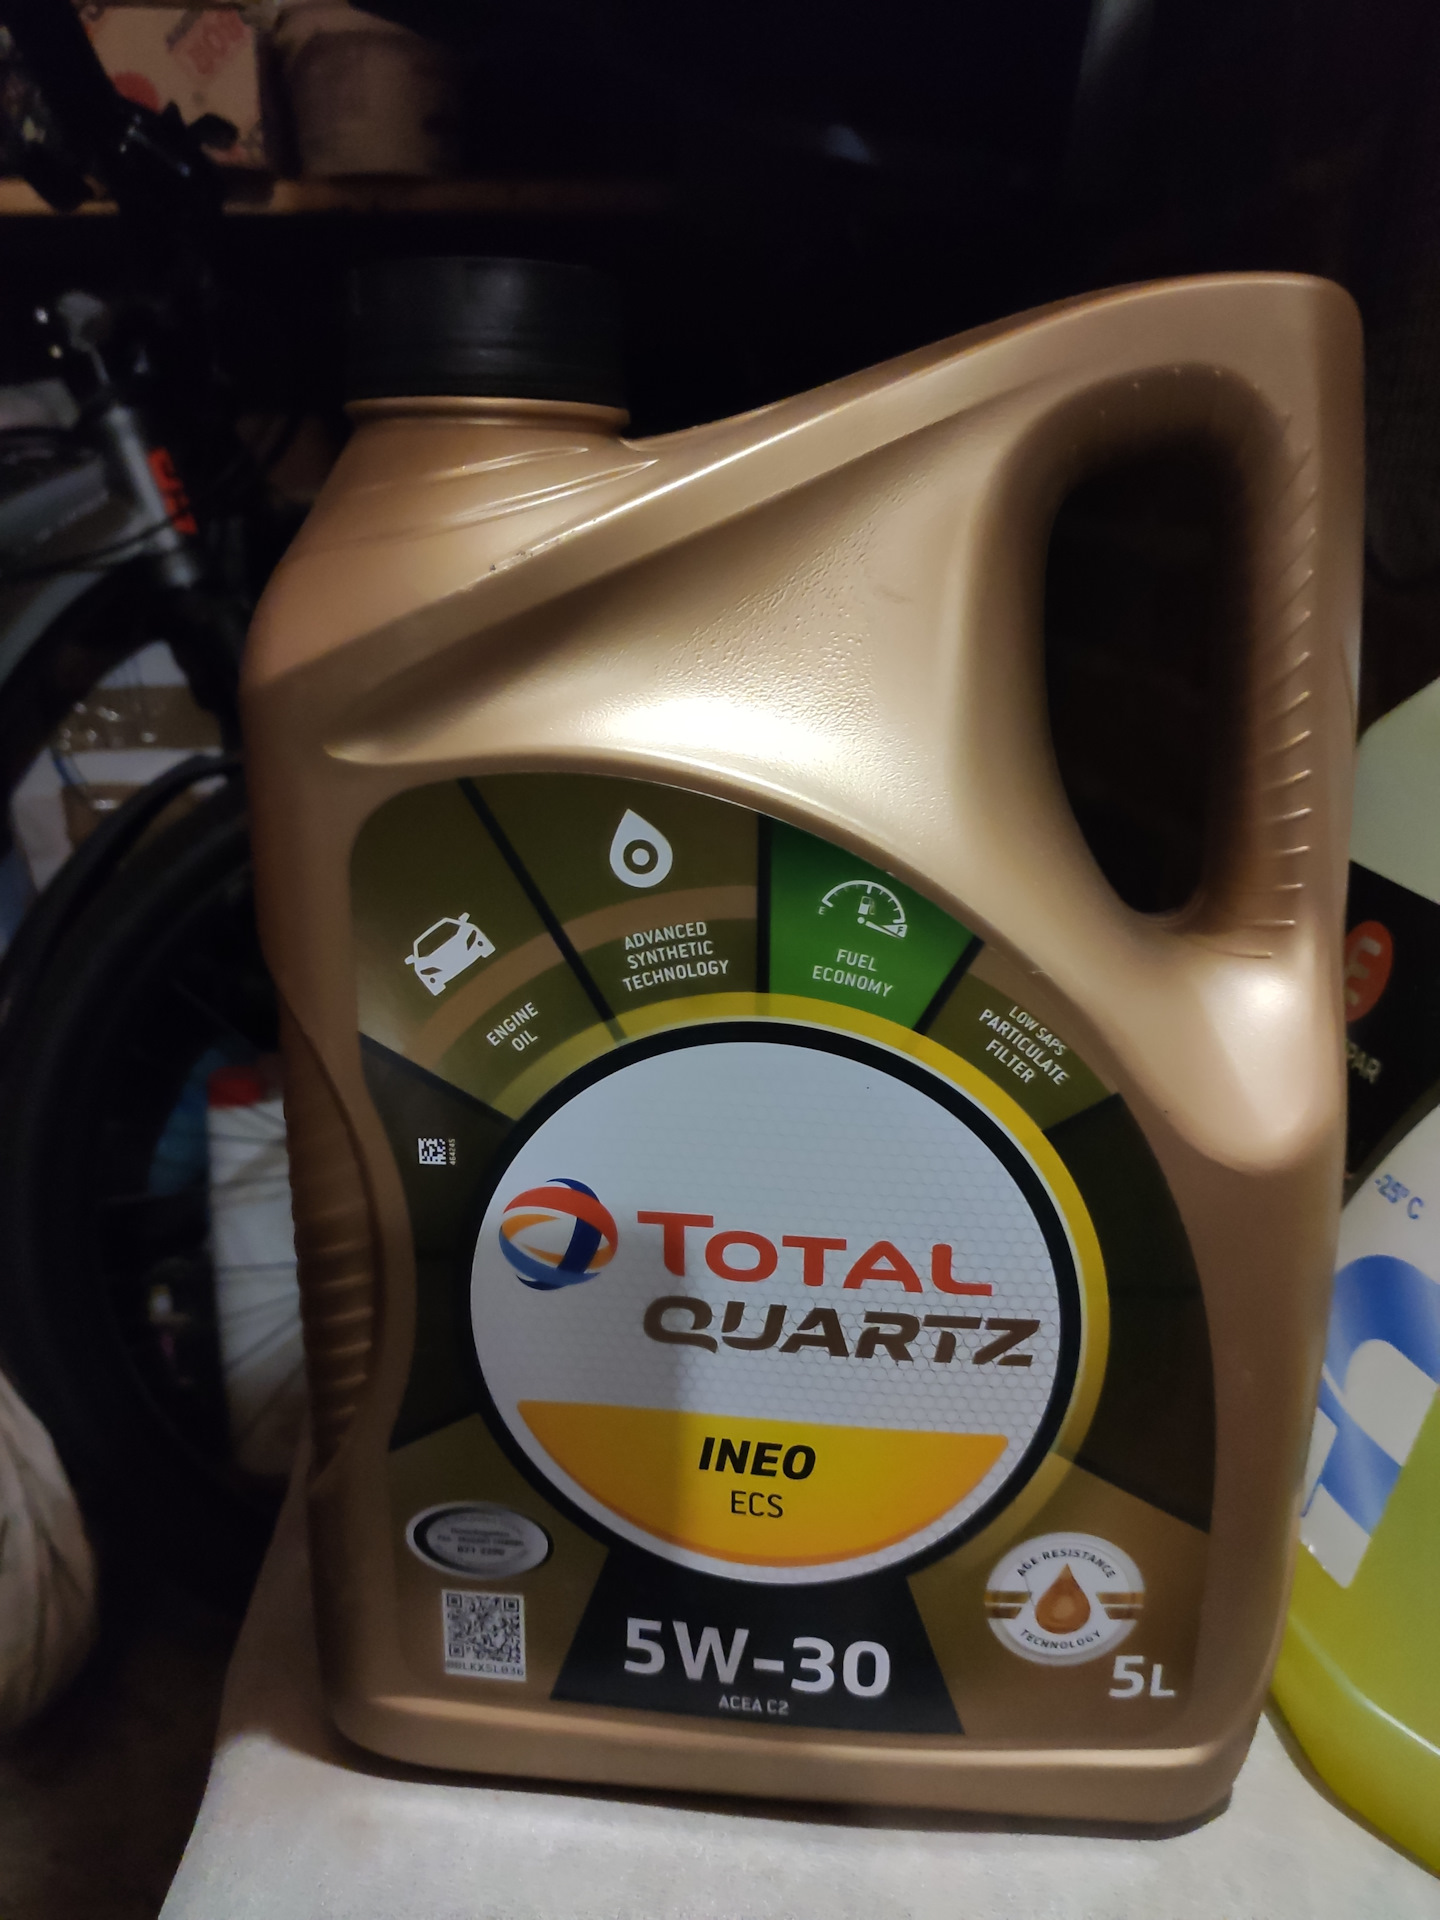 ENGINE
OIL
ADVANCED
SYNTHETIC
TECHNOLOGY
E
F
FUEL
ECONOMY
LOW SAPS
PARTICULATE
FILTER
464245
TOTAL
QUARTZ
INEO
ECS
AGE RESISTANCE
TECHNOLOGY
5W-30
ACEA C2
5L
-25° C